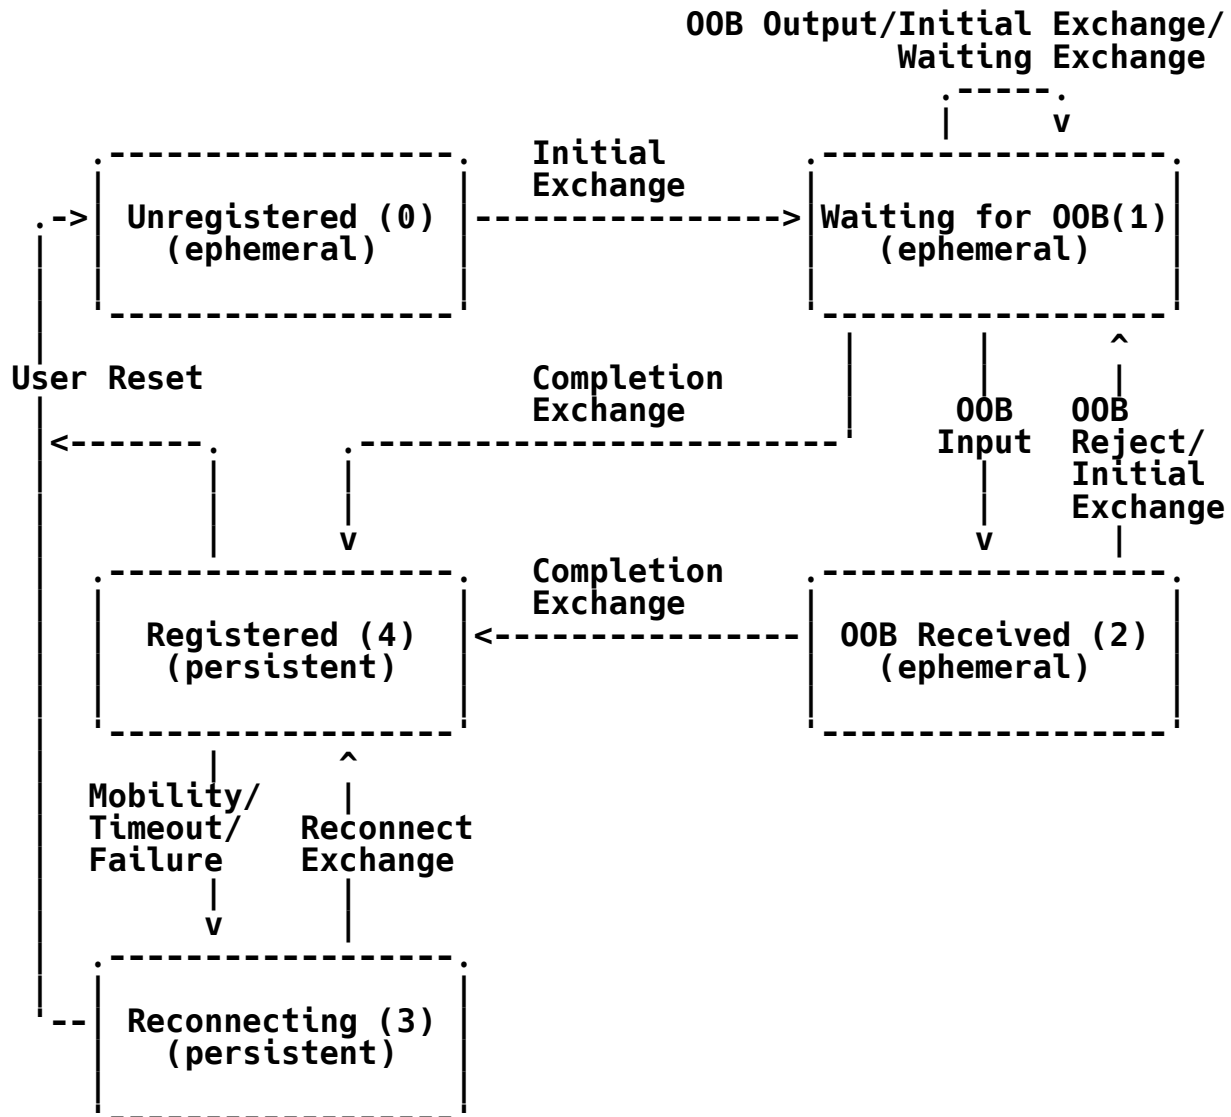 OOB Output/Initial Exchange/
Waiting Exchange
Initial
Exchange
Unregistered (0)
(ephemeral)
Waiting for OOB(1)
(ephemeral)
User Reset
Completion
Exchange
OOB
Input
OOB
Reject/
Initial
Exchange
Completion
Exchange
Registered (4)
(persistent)
OOB Received (2)
(ephemeral)
Mobility/
Timeout/
Failure
Reconnect
Exchange
Reconnecting (3)
(persistent)